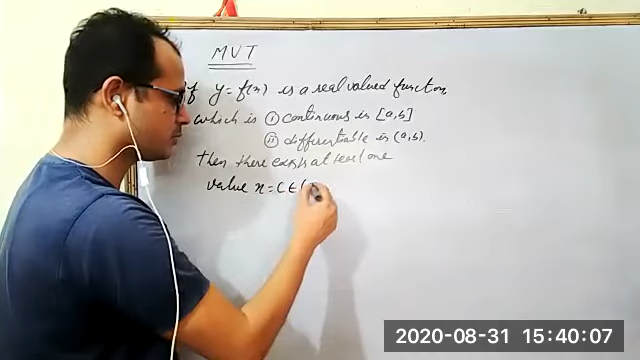 MVT
if y=f(x) is a real valued function,
which is (i) continuous in [a,b]
(ii) differentiable in (a,b).
then there exists at least one
value x=c∈(
2020-08-31 15:40:07